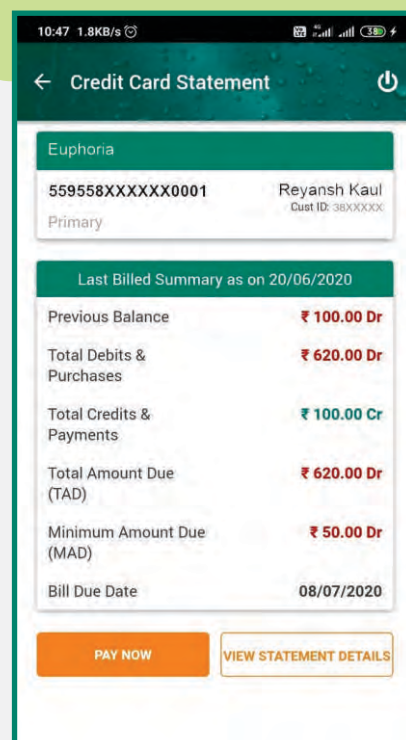 10:47 1.8KB/s 4G 38
Credit Card Statement
Euphoria
559558XXXXXX0001 Reyansh Kaul
Cust ID: 38XXXXX
Primary
Last Billed Summary as on 20/06/2020
Previous Balance ₹ 100.00 Dr
Total Debits & ₹ 620.00 Dr
Purchases
Total Credits & ₹ 100.00 Cr
Payments
Total Amount Due ₹ 620.00 Dr
(TAD)
Minimum Amount Due ₹ 50.00 Dr
(MAD)
Bill Due Date 08/07/2020
PAY NOW VIEW STATEMENT DETAILS